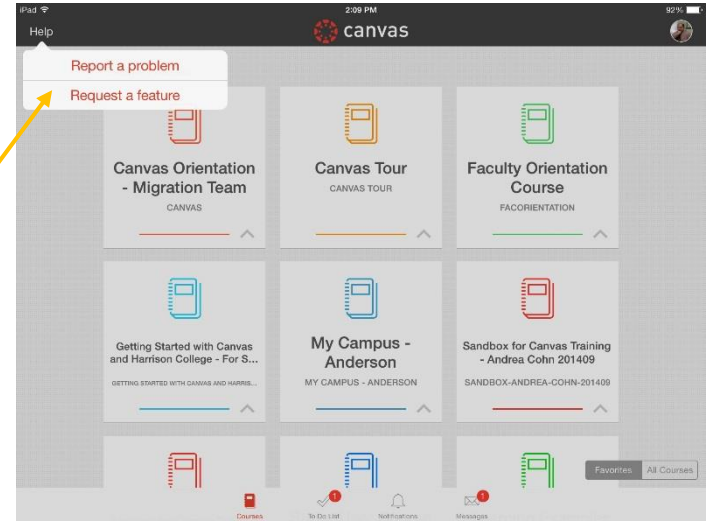 iPad 2:09 PM 92%
Help canvas
Report a problem
Request a feature
Canvas Orientation
- Migration Team
CANVAS
Canvas Tour
CANVAS TOUR
Faculty Orientation
Course
FACORIENTATION
Getting Started with Canvas
and Harrison College - For S...
GETTING STARTED WITH CANVAS AND HARRIS...
My Campus -
Anderson
MY CAMPUS - ANDERSON
Sandbox for Canvas Training
- Andrea Cohn 201409
SANDBOX-ANDREA-COHN-201409
Favorites All Courses
1 1
Courses To Do List Notifications Messages